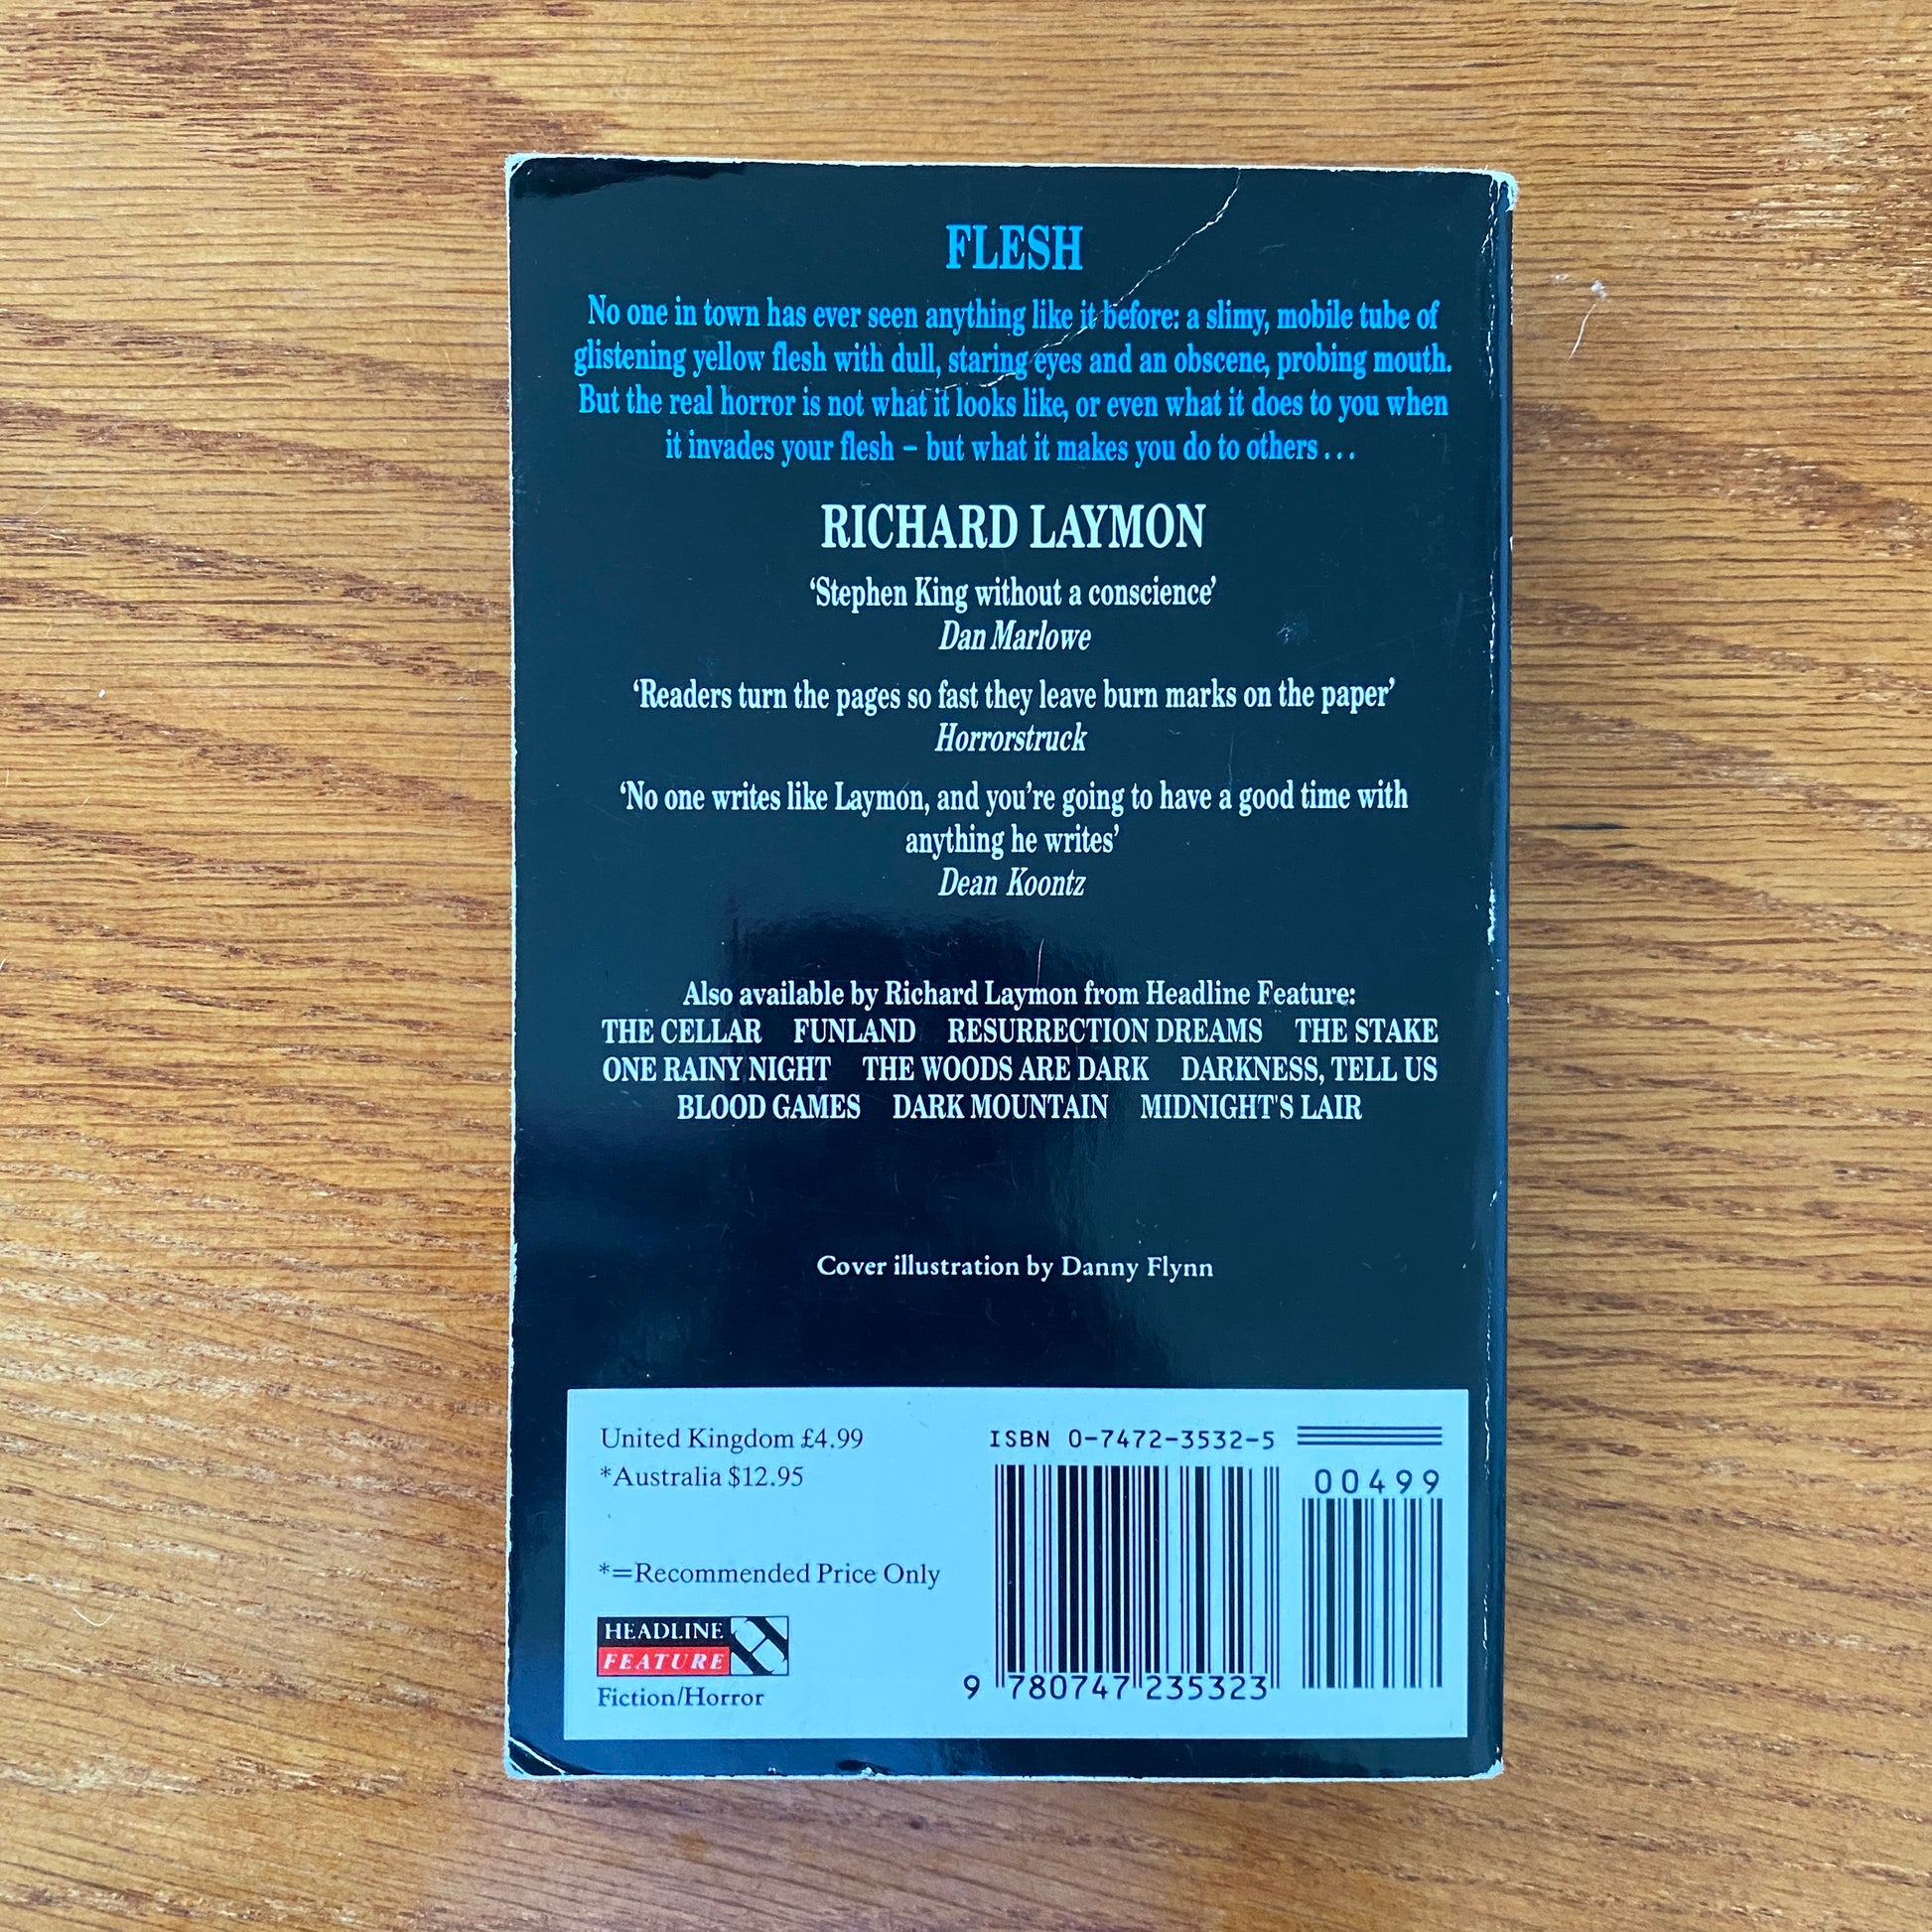 FLESH
No one in town has ever seen anything like it before: a slimy, mobile tube of
glistening yellow flesh with dull, staring eyes and an obscene, probing mouth.
But the real horror is not what it looks like, or even what it does to you when
it invades your flesh – but what it makes you do to others . . .
RICHARD LAYMON
‘Stephen King without a conscience’
Dan Marlowe
‘Readers turn the pages so fast they leave burn marks on the paper’
Horrorstruck
‘No one writes like Laymon, and you’re going to have a good time with
anything he writes’
Dean Koontz
Also available by Richard Laymon from Headline Feature:
THE CELLAR FUNLAND RESURRECTION DREAMS THE STAKE
ONE RAINY NIGHT THE WOODS ARE DARK DARKNESS, TELL US
BLOOD GAMES DARK MOUNTAIN MIDNIGHT'S LAIR
Cover illustration by Danny Flynn
United Kingdom £4.99
*Australia $12.95
*=Recommended Price Only
HEADLINE
FEATURE
Fiction/Horror
ISBN 0-7472-3532-5
00499
9 780747 235323